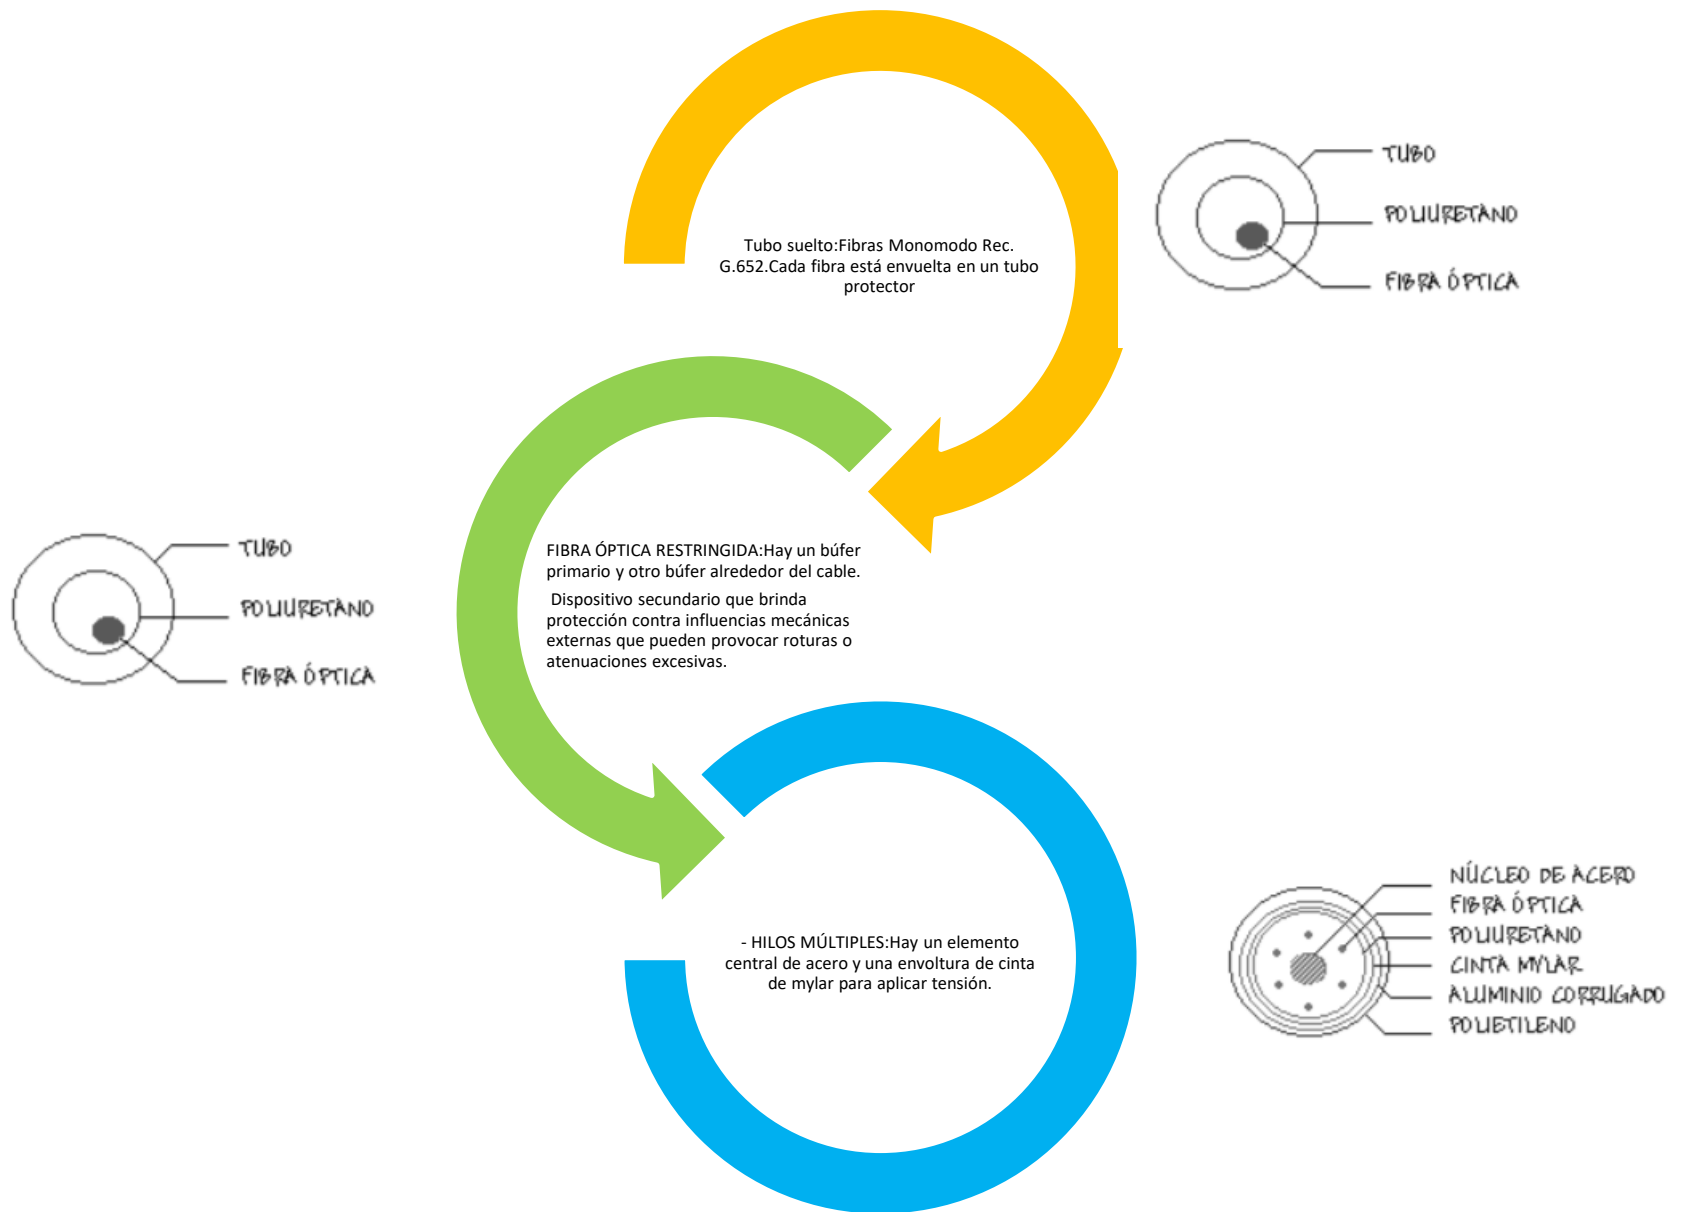 Tubo suelto:Fibras Monomodo Rec.
G.652.Cada fibra está envuelta en un tubo
protector
TUBO
POLIURETANO
FIBRA ÓPTICA
FIBRA ÓPTICA RESTRINGIDA:Hay un búfer
primario y otro búfer alrededor del cable.
Dispositivo secundario que brinda
protección contra influencias mecánicas
externas que pueden provocar roturas o
atenuaciones excesivas.
TUBO
POLIURETANO
FIBRA ÓPTICA
- HILOS MÚLTIPLES:Hay un elemento
central de acero y una envoltura de cinta
de mylar para aplicar tensión.
NÚCLEO DE ACERO
FIBRA ÓPTICA
POLIURETANO
CINTA MYLAR
ALUMINIO CORRUGADO
POLIETILENO